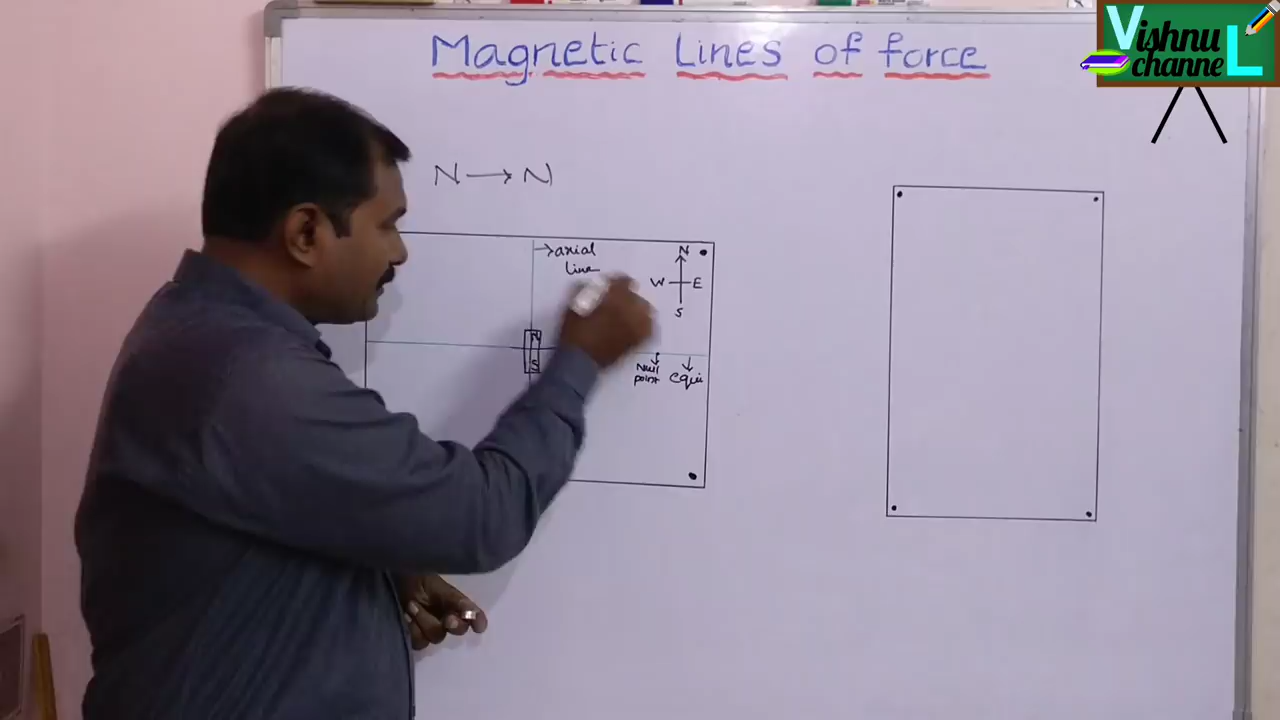 Magnetic Lines of force
Vishnu
channel
N → N
→ axial
line
N
W E
S
N
S
Null
point
equi